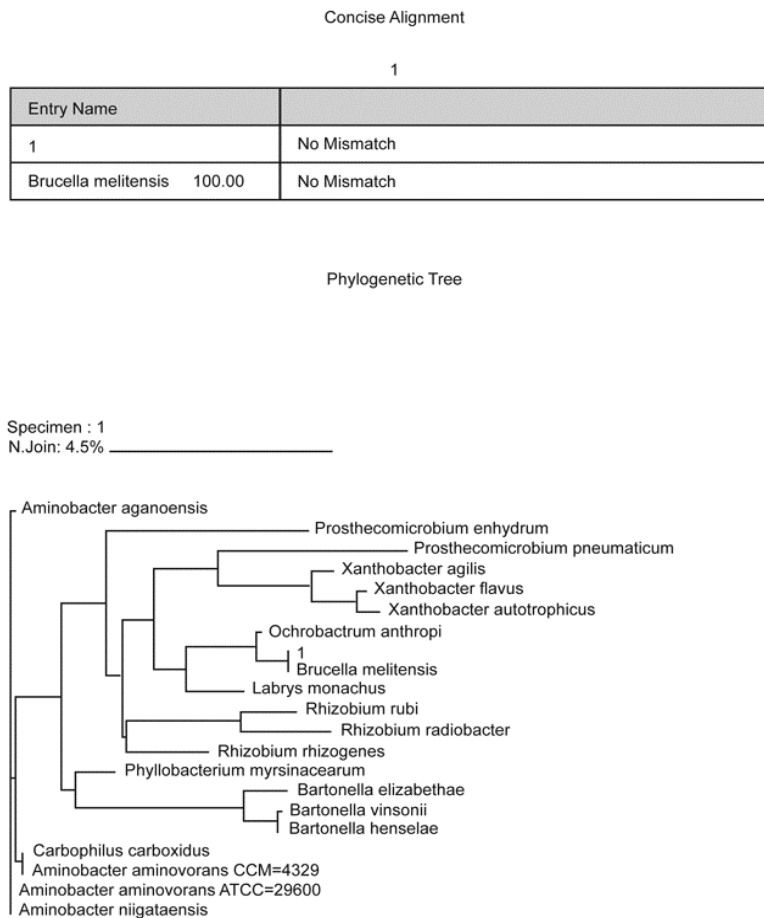 Concise Alignment
1
Entry Name
1 No Mismatch
Brucella melitensis 100.00 No Mismatch
Phylogenetic Tree
Specimen : 1
N.Join: 4.5%
Aminobacter aganoensis
Prosthecomicrobium enhydrum
Prosthecomicrobium pneumaticum
Xanthobacter agilis
Xanthobacter flavus
Xanthobacter autotrophicus
Ochrobactrum anthropi
1
Brucella melitensis
Labrys monachus
Rhizobium rubi
Rhizobium radiobacter
Rhizobium rhizogenes
Phyllobacterium myrsinacearum
Bartonella elizabethae
Bartonella vinsonii
Bartonella henselae
Carbophilus carboxidus
Aminobacter aminovorans CCM=4329
Aminobacter aminovorans ATCC=29600
Aminobacter niigataensis